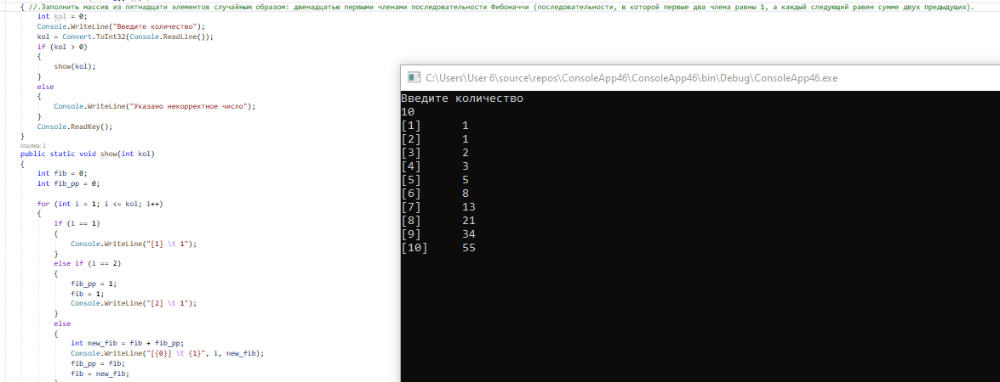 { //.Заполнить массив из пятнадцати элементов случайным образом: двенадцатью первыми членами последовательности Фибоначчи (последовательности, в которой первые два члена равны 1, а каждый следующий равен сумме двух предыдущих).
int kol = 0;
Console.WriteLine("Введите количество");
kol = Convert.ToInt32(Console.ReadLine());
if (kol > 0)
{
show(kol);
}
else
{
Console.WriteLine("Указано некорректное число");
}
Console.ReadKey();
}
ссылка: 1
public static void show(int kol)
{
int fib = 0;
int fib_pp = 0;
for (int i = 1; i <= kol; i++)
{
if (i == 1)
{
Console.WriteLine("[1] \t 1");
}
else if (i == 2)
{
fib_pp = 1;
fib = 1;
Console.WriteLine("[2] \t 1");
}
else
{
int new_fib = fib + fib_pp;
Console.WriteLine("[{0}] \t {1}", i, new_fib);
fib_pp = fib;
fib = new_fib;
C:\Users\User 6\source\repos\ConsoleApp46\ConsoleApp46\bin\Debug\ConsoleApp46.exe
Введите количество
10
[1] 1
[2] 1
[3] 2
[4] 3
[5] 5
[6] 8
[7] 13
[8] 21
[9] 34
[10] 55